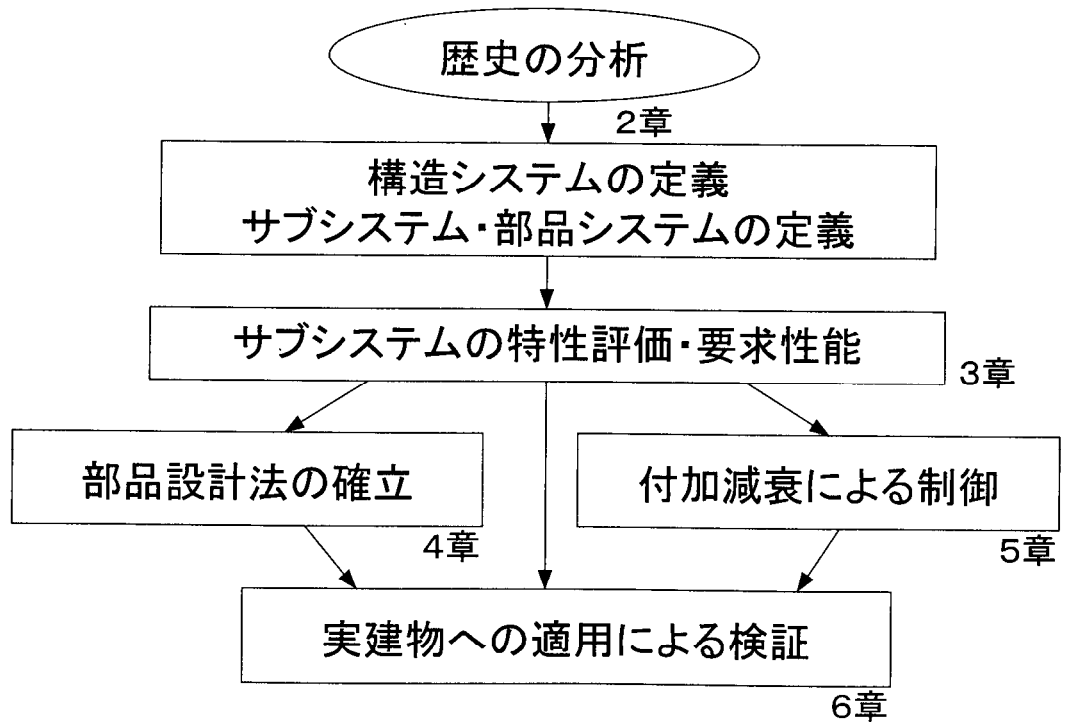 歴史の分析
2章
構造システムの定義
サブシステム・部品システムの定義
サブシステムの特性評価・要求性能
3章
部品設計法の確立
4章
付加減衰による制御
5章
実建物への適用による検証
6章